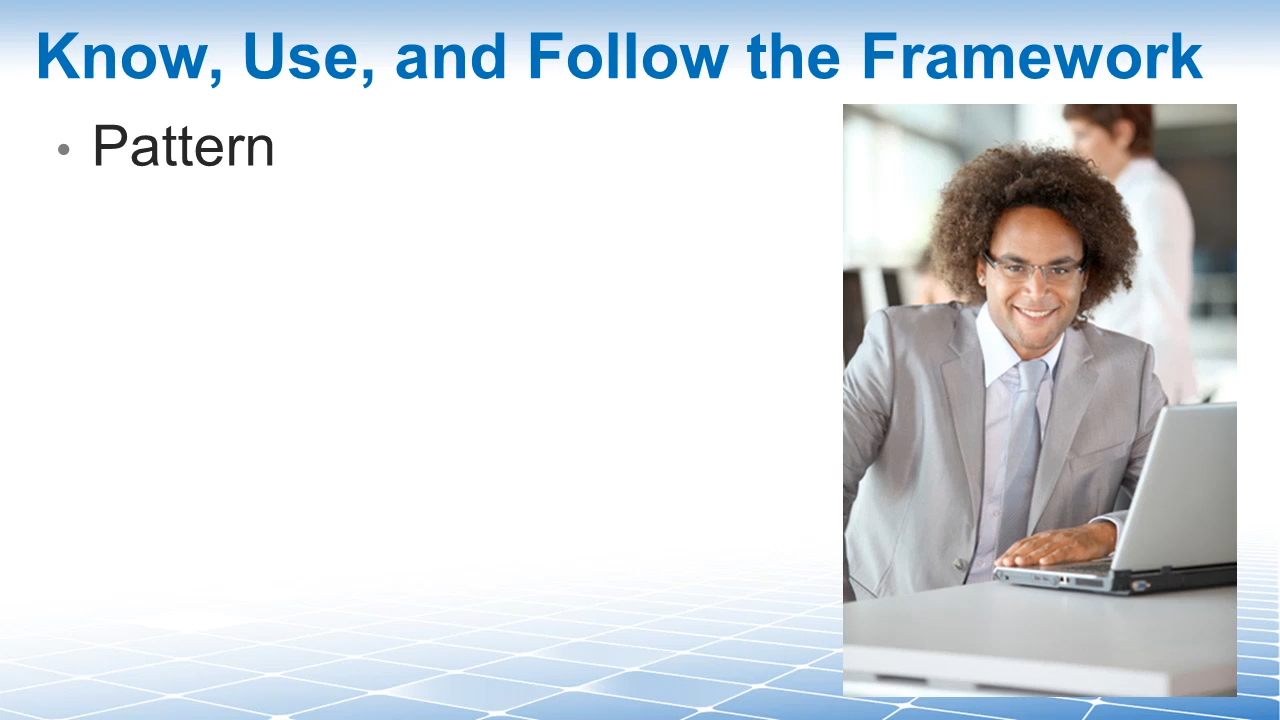 Know, Use, and Follow the Framework
• Pattern